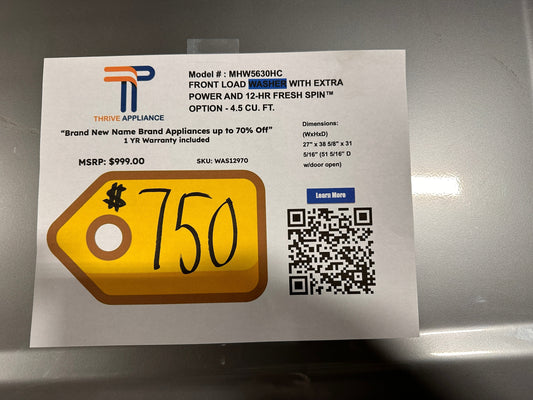 TP
THRIVE APPLIANCE
Model # : MHW5630HC
FRONT LOAD WASHER WITH EXTRA
POWER AND 12-HR FRESH SPIN™
OPTION - 4.5 CU. FT.
“Brand New Name Brand Appliances up to 70% Off”
1 YR Warranty included
MSRP: $999.00
SKU: WAS12970
Dimensions:
(WxHxD)
27" x 38 5/8" x 31
5/16" (51 5/16" D
w/door open)
Learn More
$750